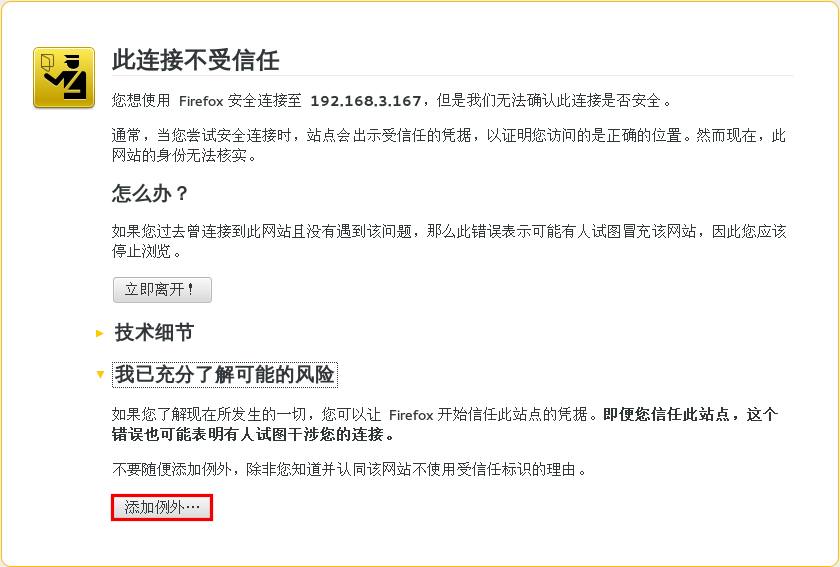 此连接不受信任
您想使用 Firefox 安全连接至 192.168.3.167，但是我们无法确认此连接是否安全。
通常，当您尝试安全连接时，站点会出示受信任的凭据，以证明您访问的是正确的位置。然而现在，此
网站的身份无法核实。
怎么办？
如果您过去曾连接到此网站且没有遇到该问题，那么此错误表示可能有人试图冒充该网站，因此您应该
停止浏览。
立即离开！
技术细节
我已充分了解可能的风险
如果您了解现在所发生的一切，您可以让 Firefox 开始信任此站点的凭据。即便您信任此站点，这个
错误也可能表明有人试图干涉您的连接。
不要随便添加例外，除非您知道并认同该网站不使用受信任标识的理由。
添加例外…